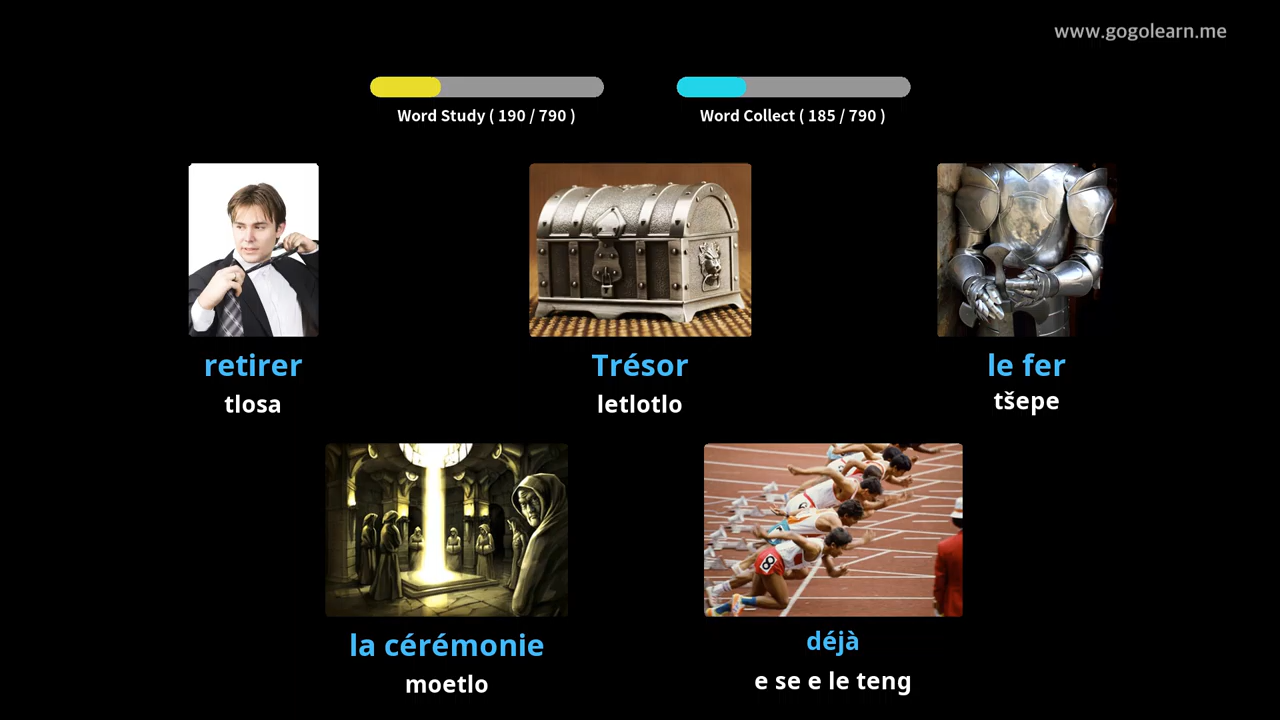 www.gogolearn.me
Word Study ( 190 / 790 )
Word Collect ( 185 / 790 )
retirer
tlosa
Trésor
letlotlo
le fer
tšepe
la cérémonie
moetlo
déjà
e se e le teng